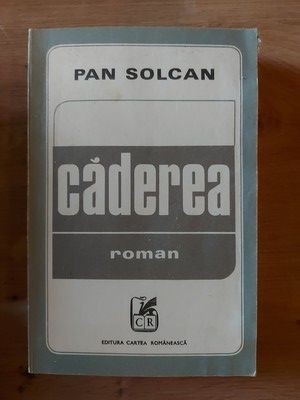 PAN SOLCAN
căderea
roman
CR
EDITURA CARTEA ROMÂNEASCĂ